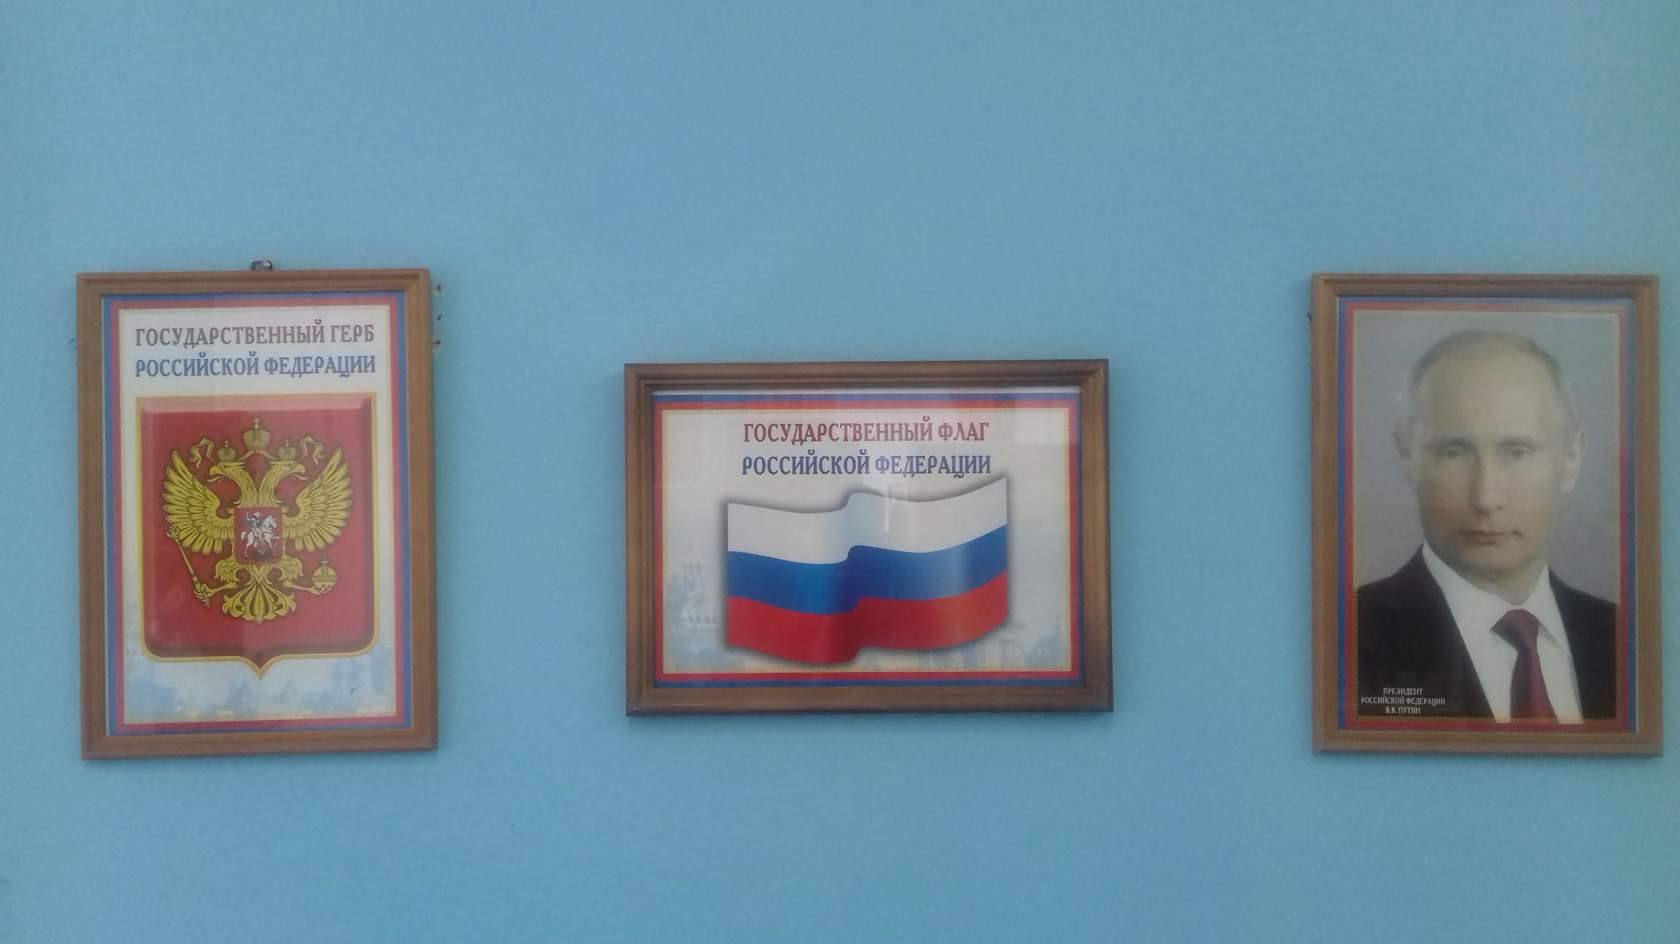 ГОСУДАРСТВЕННЫЙ ГЕРБ
РОССИЙСКОЙ ФЕДЕРАЦИИ
ГОСУДАРСТВЕННЫЙ ФЛАГ
РОССИЙСКОЙ ФЕДЕРАЦИИ
ПРЕЗИДЕНТ
РОССИЙСКОЙ ФЕДЕРАЦИИ
В.В. ПУТИН